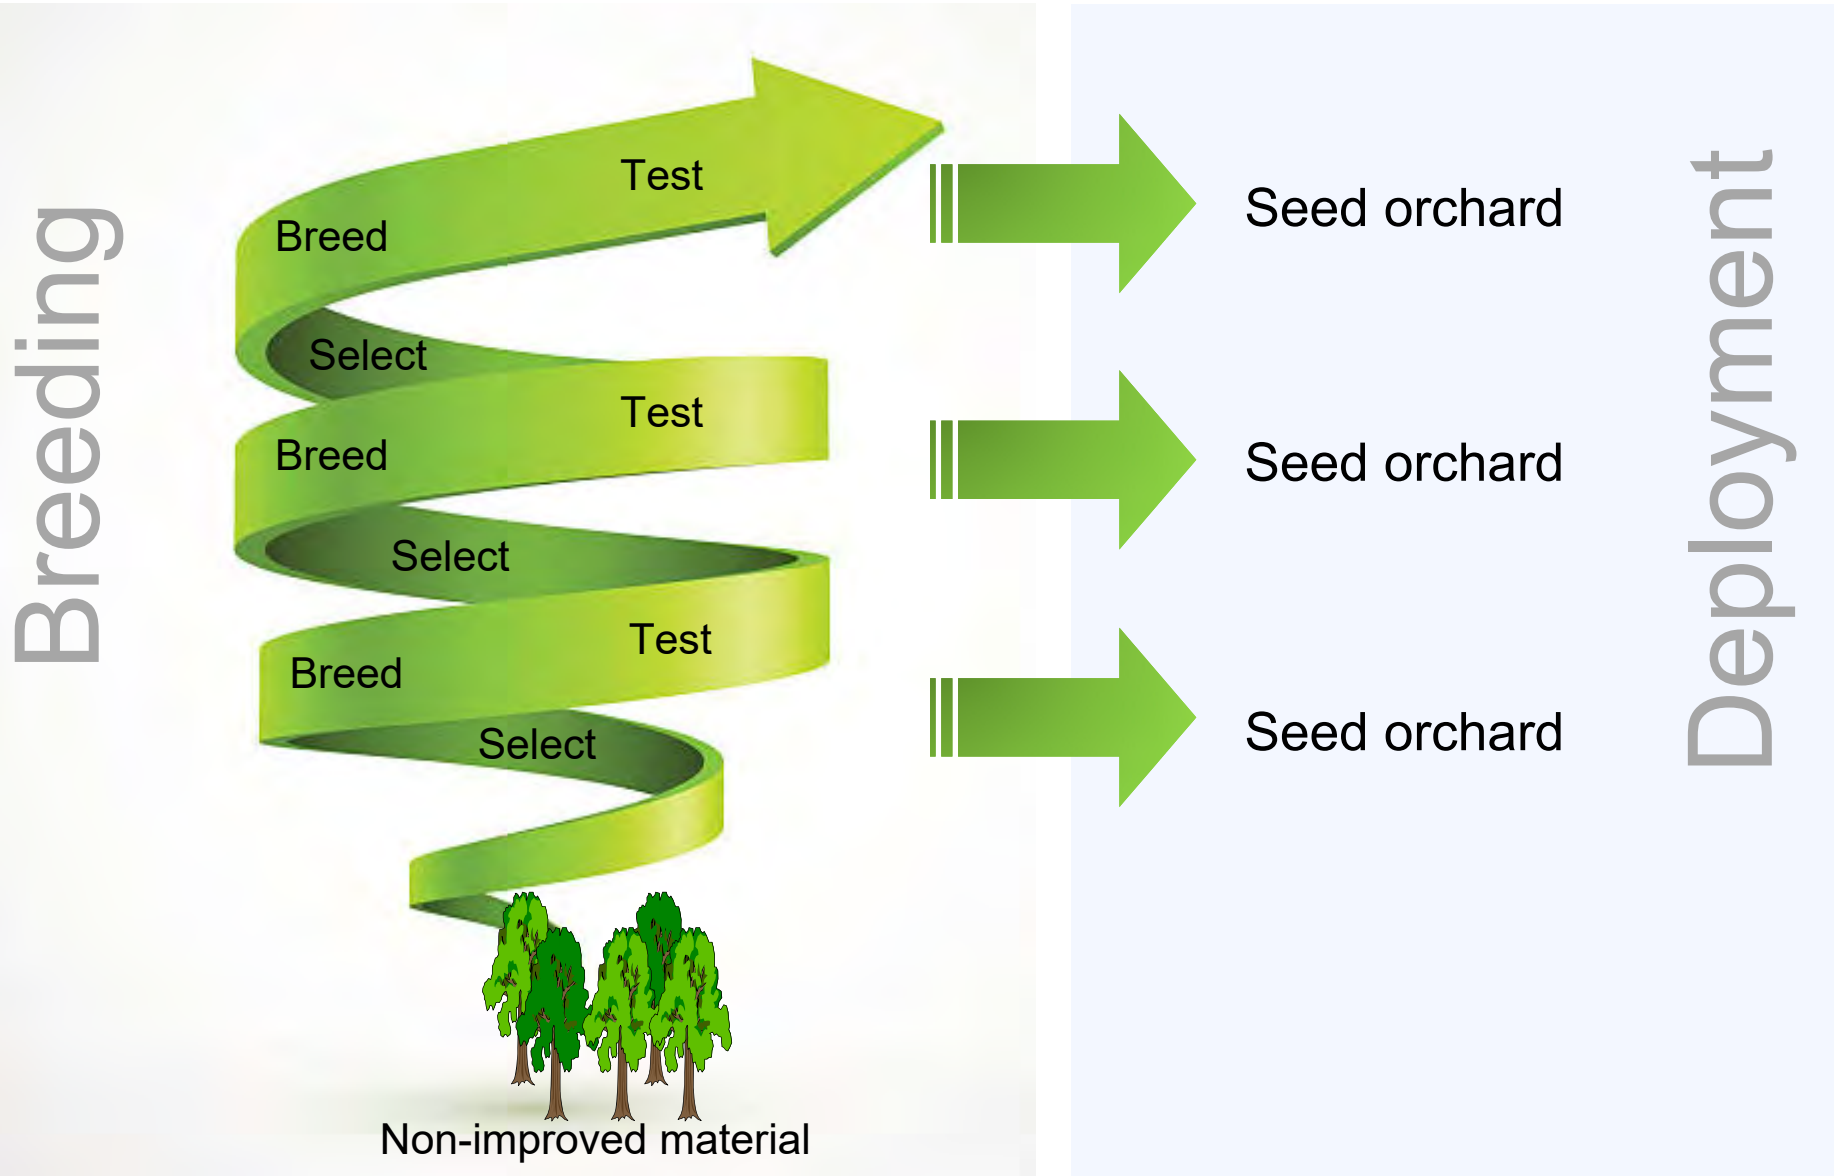 Breeding
Test
Breed
Select
Test
Breed
Select
Test
Breed
Select
Non-improved material
Seed orchard
Seed orchard
Seed orchard
Deployment